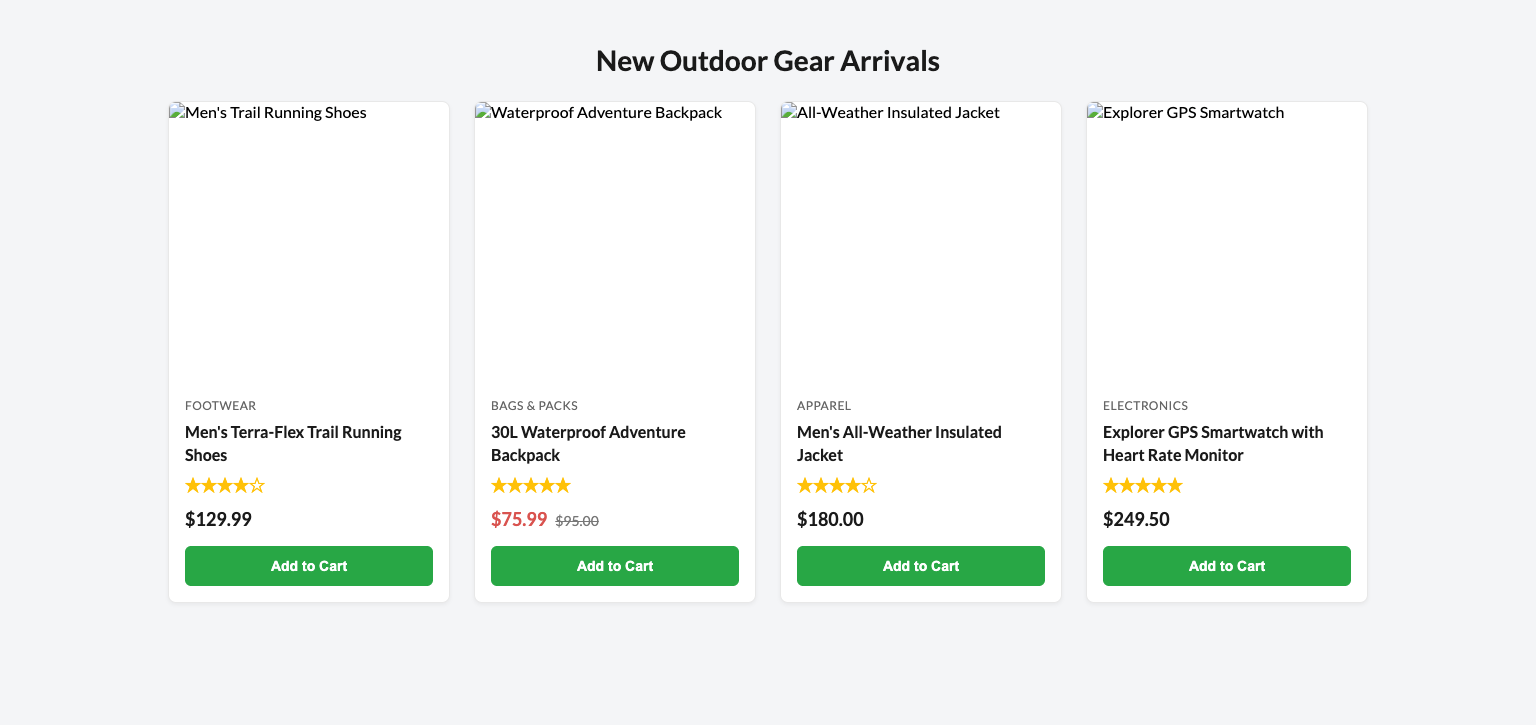 New Outdoor Gear Arrivals
Men's Trail Running Shoes
FOOTWEAR
Men's Terra-Flex Trail Running
Shoes
★★★★☆
$129.99
Add to Cart
Waterproof Adventure Backpack
BAGS & PACKS
30L Waterproof Adventure
Backpack
★★★★★
$75.99 $95.00
Add to Cart
All-Weather Insulated Jacket
APPAREL
Men's All-Weather Insulated
Jacket
★★★★☆
$180.00
Add to Cart
Explorer GPS Smartwatch
ELECTRONICS
Explorer GPS Smartwatch with
Heart Rate Monitor
★★★★★
$249.50
Add to Cart